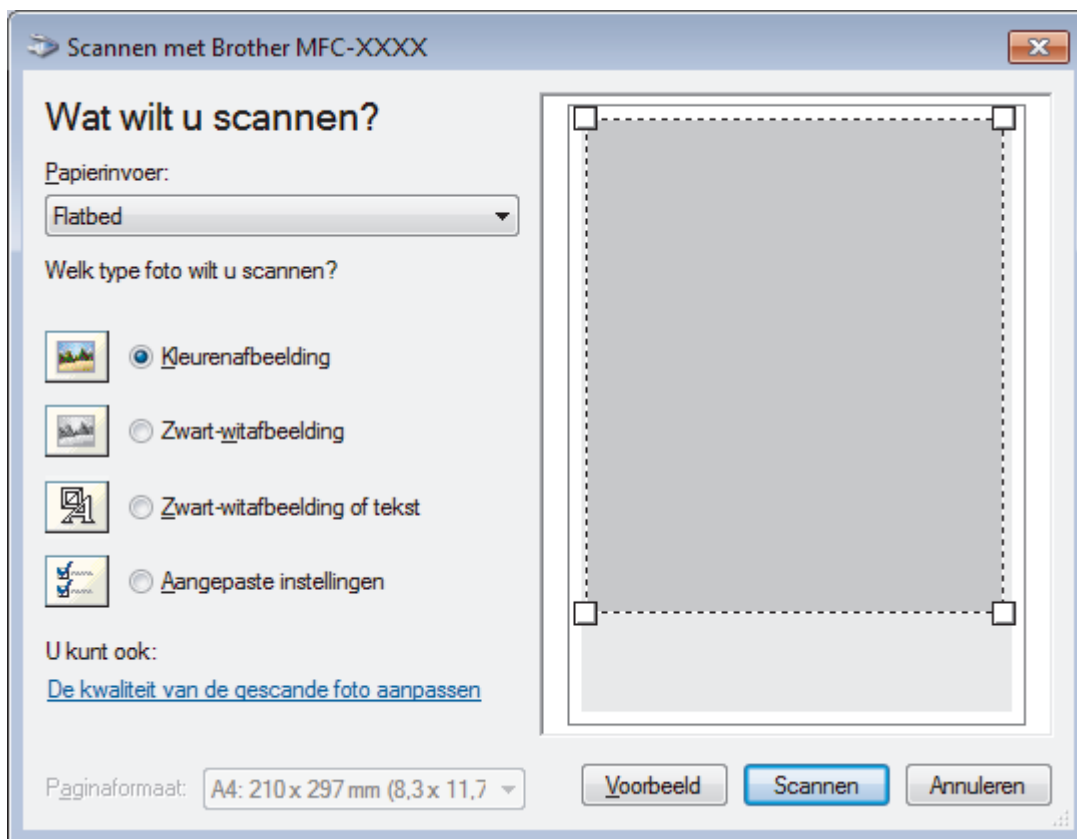 Scannen met Brother MFC-XXXX
Wat wilt u scannen?
Papierinvoer:
Flatbed
Welk type foto wilt u scannen?
Kleurenafbeelding
Zwart-witafbeelding
Zwart-witafbeelding of tekst
Aangepaste instellingen
U kunt ook:
De kwaliteit van de gescande foto aanpassen
Paginaformaat: A4: 210 x 297 mm (8,3 x 11,7
Voorbeeld Scannen Annuleren